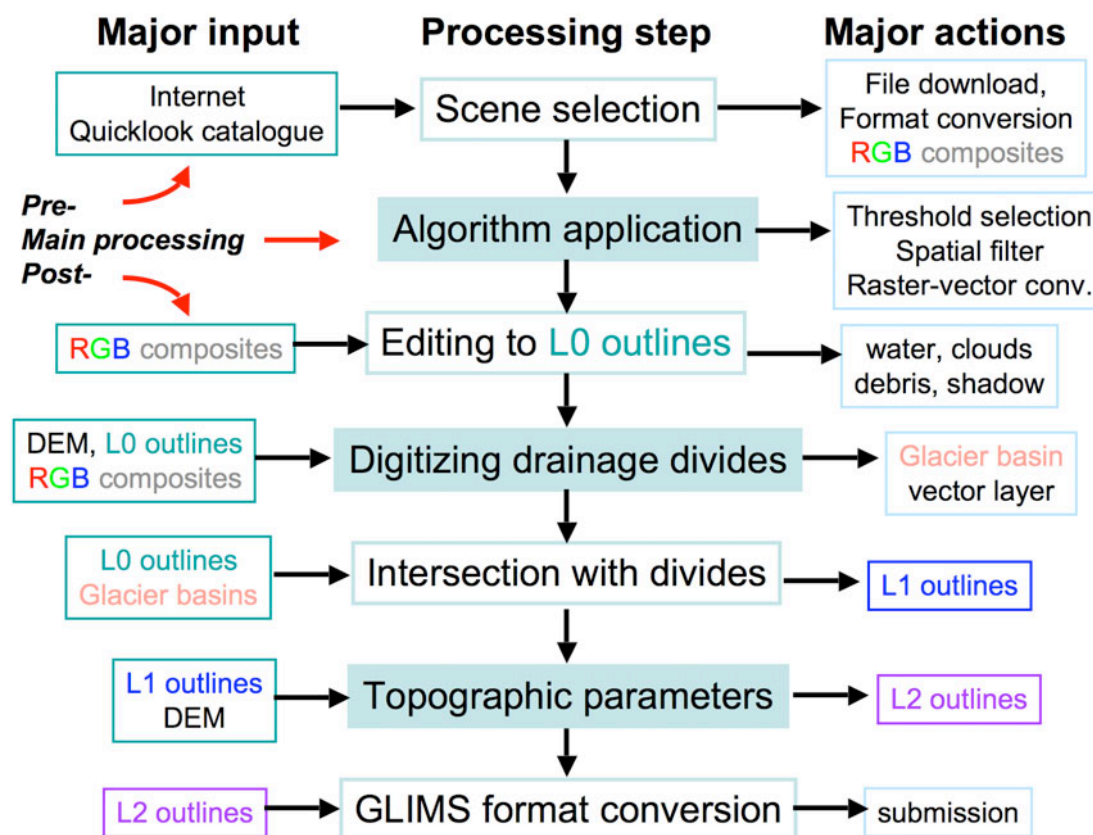 Major input
Processing step
Major actions
Internet
Quicklook catalogue
Scene selection
File download,
Format conversion
RGB composites
Pre-
Main processing
Post-
Algorithm application
Threshold selection
Spatial filter
Raster-vector conv.
RGB composites
Editing to L0 outlines
water, clouds
debris, shadow
DEM, L0 outlines
RGB composites
Digitizing drainage divides
Glacier basin
vector layer
L0 outlines
Glacier basins
Intersection with divides
L1 outlines
L1 outlines
DEM
Topographic parameters
L2 outlines
L2 outlines
GLIMS format conversion
submission